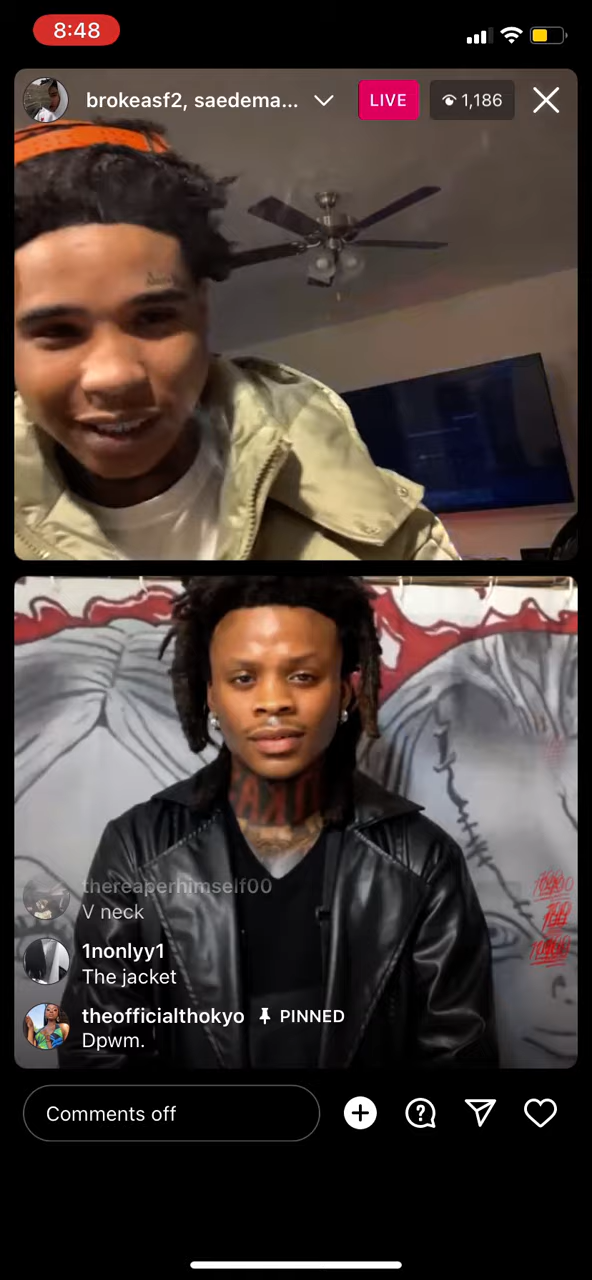 8:48
brokeasf2, saedema...
LIVE
1,186
thereaperhimself00
V neck
1nonlyy1
The jacket
theofficialthokyo PINNED
Dpwm.
Comments off